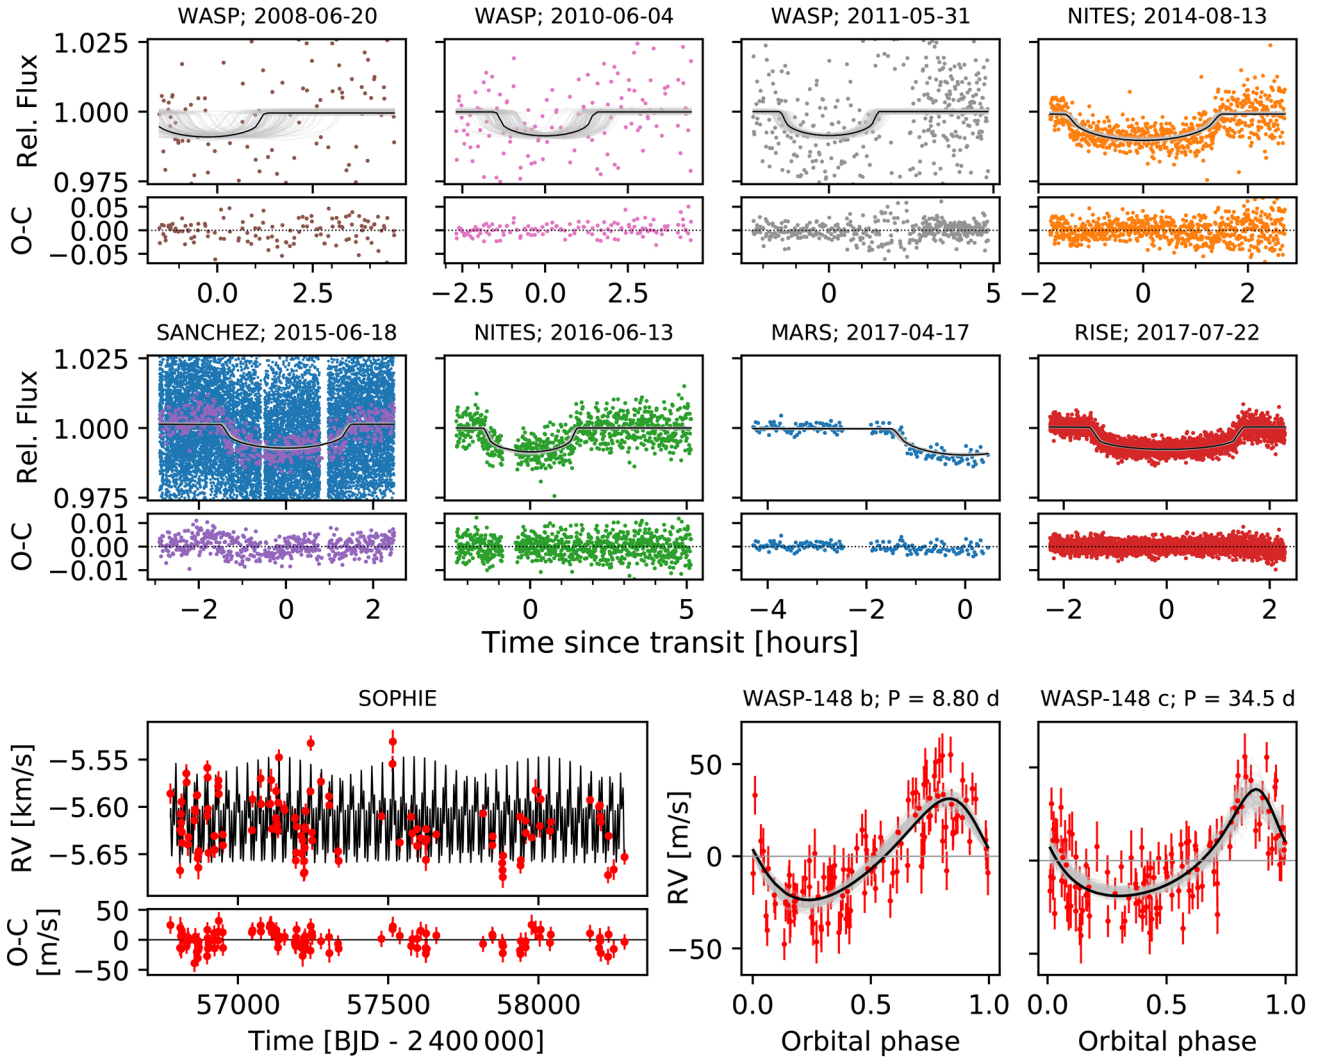 WASP; 2008-06-20
WASP; 2010-06-04
WASP; 2011-05-31
NITES; 2014-08-13
Rel. Flux
1.025
1.000
0.975
O-C
0.05
0.00
−0.05
0.0 2.5
−2.5 0.0 2.5
0 5
−2 0 2
SANCHEZ; 2015-06-18
NITES; 2016-06-13
MARS; 2017-04-17
RISE; 2017-07-22
Rel. Flux
1.025
1.000
0.975
O-C
0.01
0.00
−0.01
−2 0 2
0 5
−4 −2 0
−2 0 2
Time since transit [hours]
SOPHIE
WASP-148 b; P = 8.80 d
WASP-148 c; P = 34.5 d
RV [km/s]
−5.55
−5.60
−5.65
O-C
[m/s]
50
0
−50
57000 57500 58000
Time [BJD - 2 400 000]
RV [m/s]
50
0
−50
0.0 0.5 1.0
Orbital phase
0.0 0.5 1.0
Orbital phase